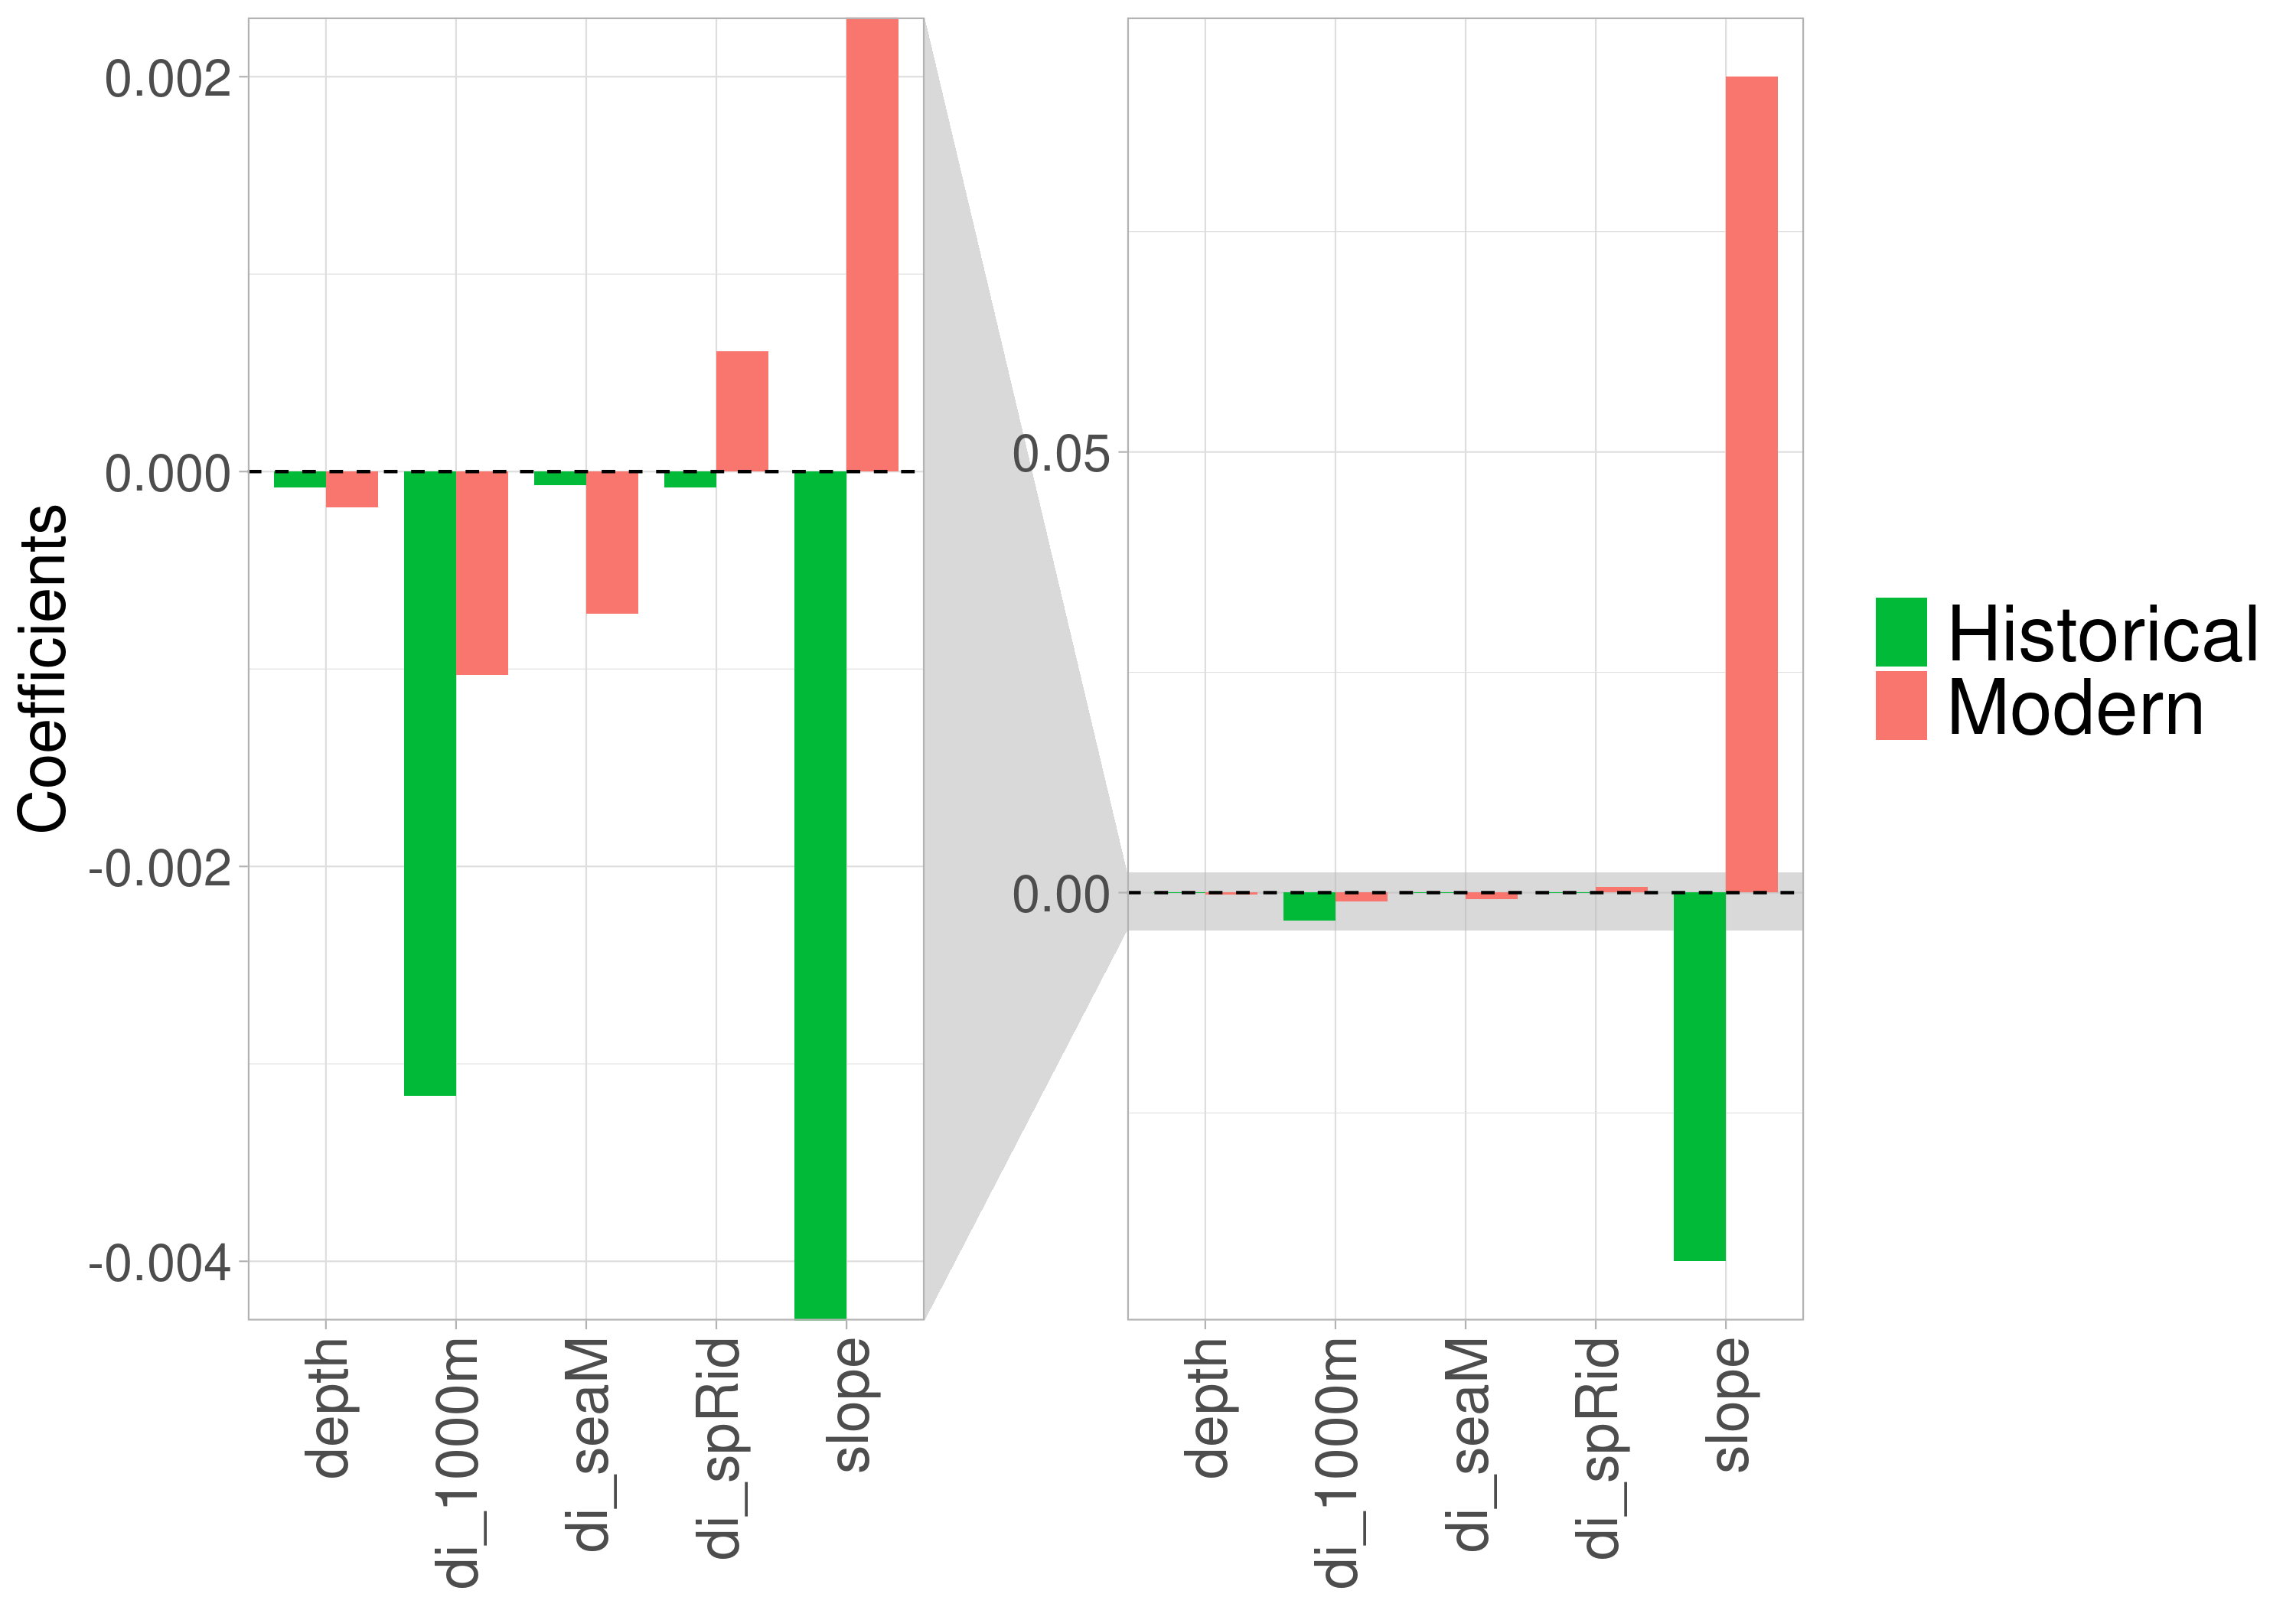 Coefficients
0.002
0.000
-0.002
-0.004
depth
di_1000m
di_seaM
di_spRid
slope
0.05
0.00
depth
di_1000m
di_seaM
di_spRid
slope
Historical
Modern